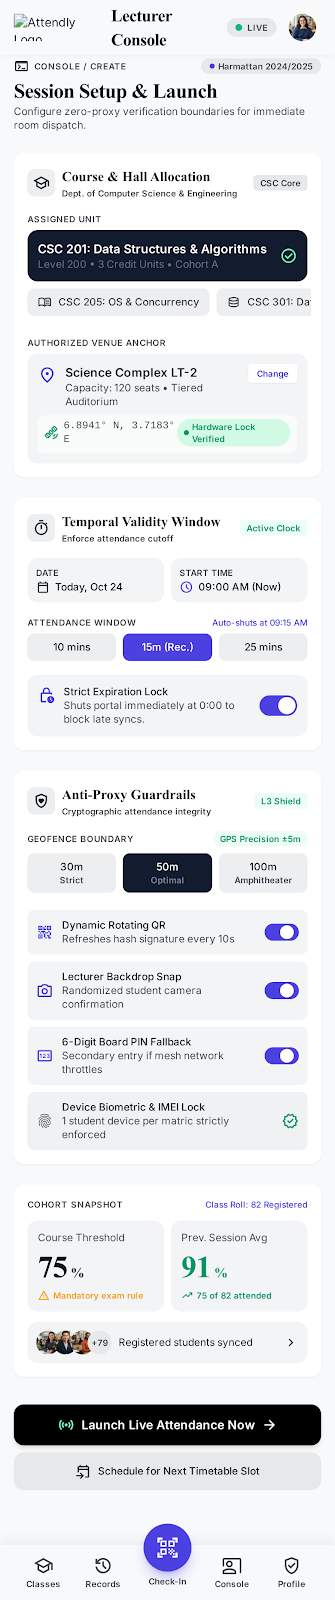 Attendly
Logo
Lecturer
Console
LIVE
CONSOLE / CREATE
Harmattan 2024/2025
Session Setup & Launch
Configure zero-proxy verification boundaries for immediate
room dispatch.
Course & Hall Allocation
Dept. of Computer Science & Engineering
CSC Core
ASSIGNED UNIT
CSC 201: Data Structures & Algorithms
Level 200 • 3 Credit Units • Cohort A
CSC 205: OS & Concurrency
CSC 301: Dat
AUTHORIZED VENUE ANCHOR
Science Complex LT-2
Capacity: 120 seats • Tiered
Auditorium
Change
6.8941° N, 3.7183°
E
Hardware Lock
Verified
Temporal Validity Window
Enforce attendance cutoff
Active Clock
DATE
Today, Oct 24
START TIME
09:00 AM (Now)
ATTENDANCE WINDOW
Auto-shuts at 09:15 AM
10 mins
15m (Rec.)
25 mins
Strict Expiration Lock
Shuts portal immediately at 0:00 to
block late syncs.
Anti-Proxy Guardrails
Cryptographic attendance integrity
L3 Shield
GEOFENCE BOUNDARY
GPS Precision ±5m
30m
Strict
50m
Optimal
100m
Amphitheater
Dynamic Rotating QR
Refreshes hash signature every 10s
Lecturer Backdrop Snap
Randomized student camera
confirmation
123
6-Digit Board PIN Fallback
Secondary entry if mesh network
throttles
Device Biometric & IMEI Lock
1 student device per matric strictly
enforced
COHORT SNAPSHOT
Class Roll: 82 Registered
Course Threshold
75 %
Mandatory exam rule
Prev. Session Avg
91 %
75 of 82 attended
+79
Registered students synced
Launch Live Attendance Now
Schedule for Next Timetable Slot
Classes
Records
Check-In
Console
Profile